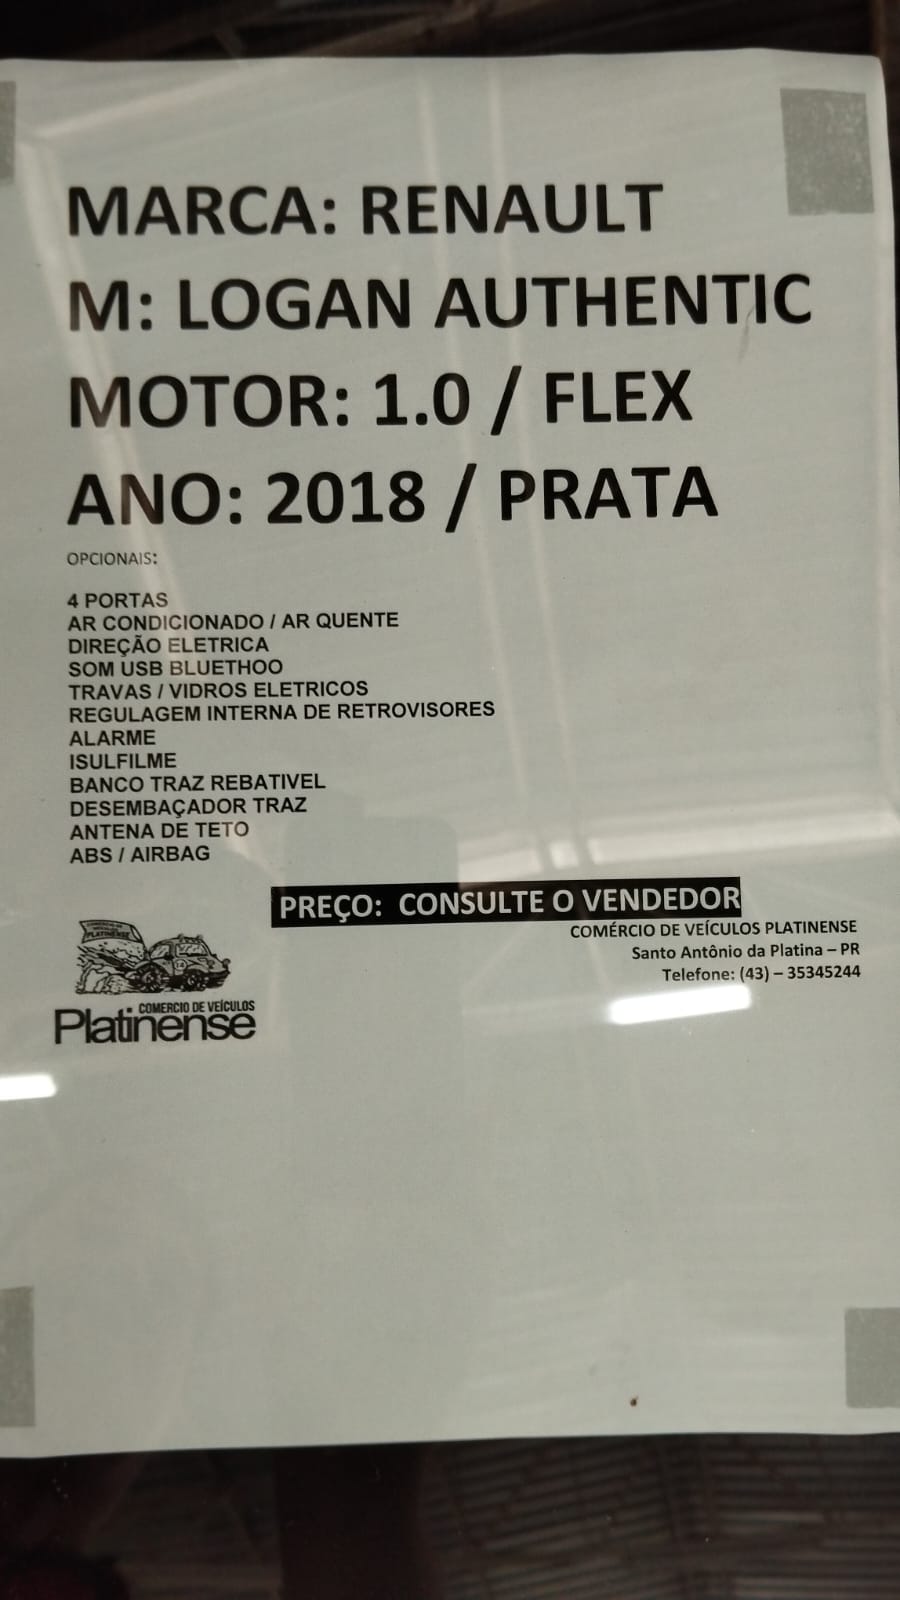 MARCA: RENAULT
M: LOGAN AUTHENTIC
MOTOR: 1.0 / FLEX
ANO: 2018 / PRATA
OPCIONAIS:
4 PORTAS
AR CONDICIONADO / AR QUENTE
DIREÇÃO ELETRICA
SOM USB BLUETHOO
TRAVAS / VIDROS ELETRICOS
REGULAGEM INTERNA DE RETROVISORES
ALARME
ISULFILME
BANCO TRAZ REBATIVEL
DESEMBAÇADOR TRAZ
ANTENA DE TETO
ABS / AIRBAG
PREÇO: CONSULTE O VENDEDOR
COMÉRCIO DE VEÍCULOS PLATINENSE
Santo Antônio da Platina – PR
Telefone: (43) – 35345244
PLATINENSE
COMERCIO DE VEÍCULOS
Platinense